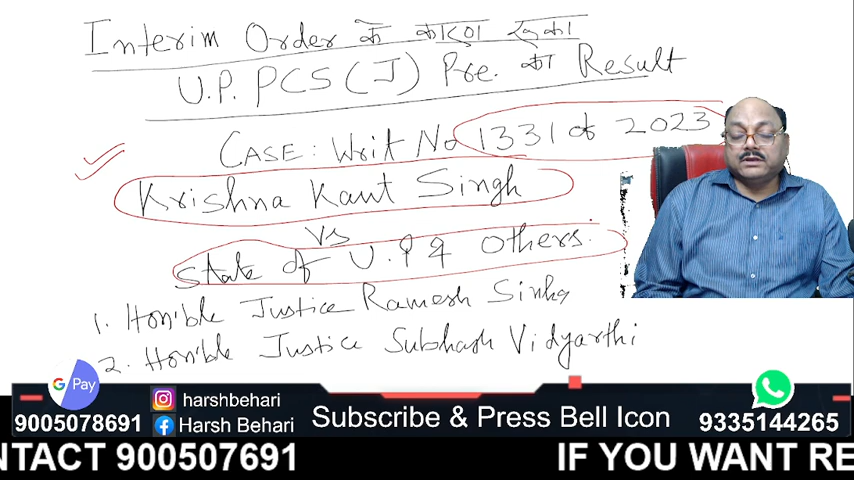 Interim Order के कारण रुका
U.P. PCS (J) Pre. का Result
CASE: Writ No 1331 of 2023
Krishna Kant Singh
Vs
State of U.P & Others.
1. Hon'ble Justice Ramesh Sinha
2. Hon'ble Justice Subhash Vidyarthi
G Pay
9005078691
harshbehari
Harsh Behari
Subscribe & Press Bell Icon
9335144265
NTACT 900507691 IF YOU WANT RE